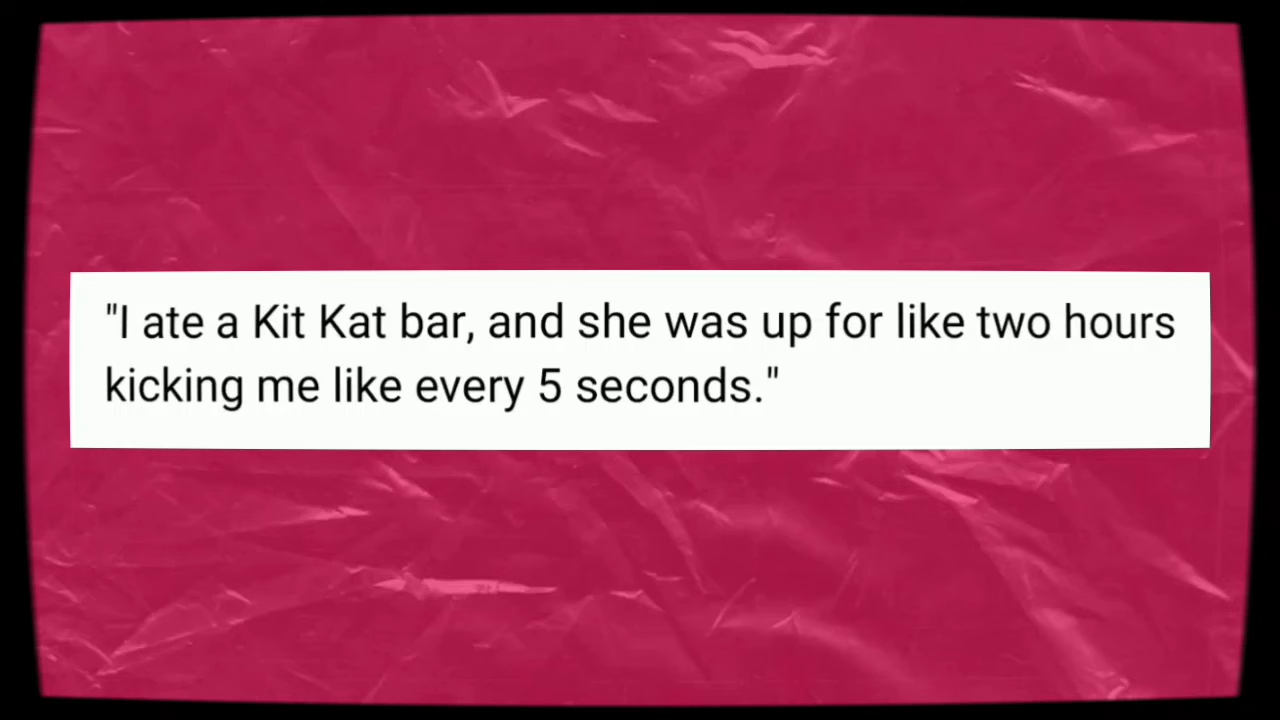 "I ate a Kit Kat bar, and she was up for like two hours
kicking me like every 5 seconds."